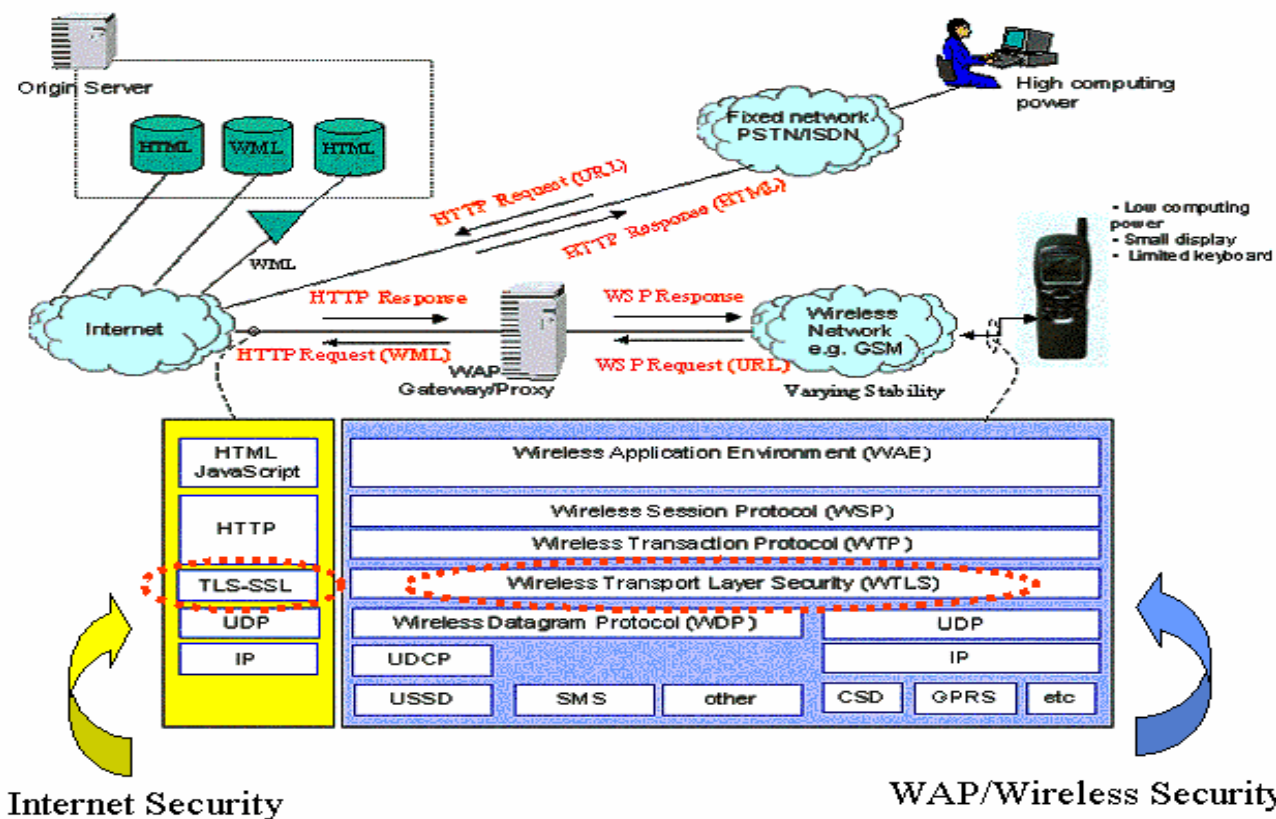 Origin Server
HTML
WML
HTML
WML
High computing
power
Fixed network
PSTN/ISDN
HTTP Request (URL)
HTTP Response (HTML)
- Low computing
power
- Small display
- Limited keyboard
Internet
HTTP Response
HTTP Request (WML)
WAP
Gateway/Proxy
WSP Response
WSP Request (URL)
Wireless
Network
e.g. GSM
Varying Stability
HTML
JavaScript
HTTP
TLS-SSL
UDP
IP
Wireless Application Environment (WAE)
Wireless Session Protocol (WSP)
Wireless Transaction Protocol (WTP)
Wireless Transport Layer Security (WTLS)
Wireless Datagram Protocol (WDP)
UDP
UDCP
IP
USSD
SMS
other
CSD
GPRS
etc
Internet Security
WAP/Wireless Security